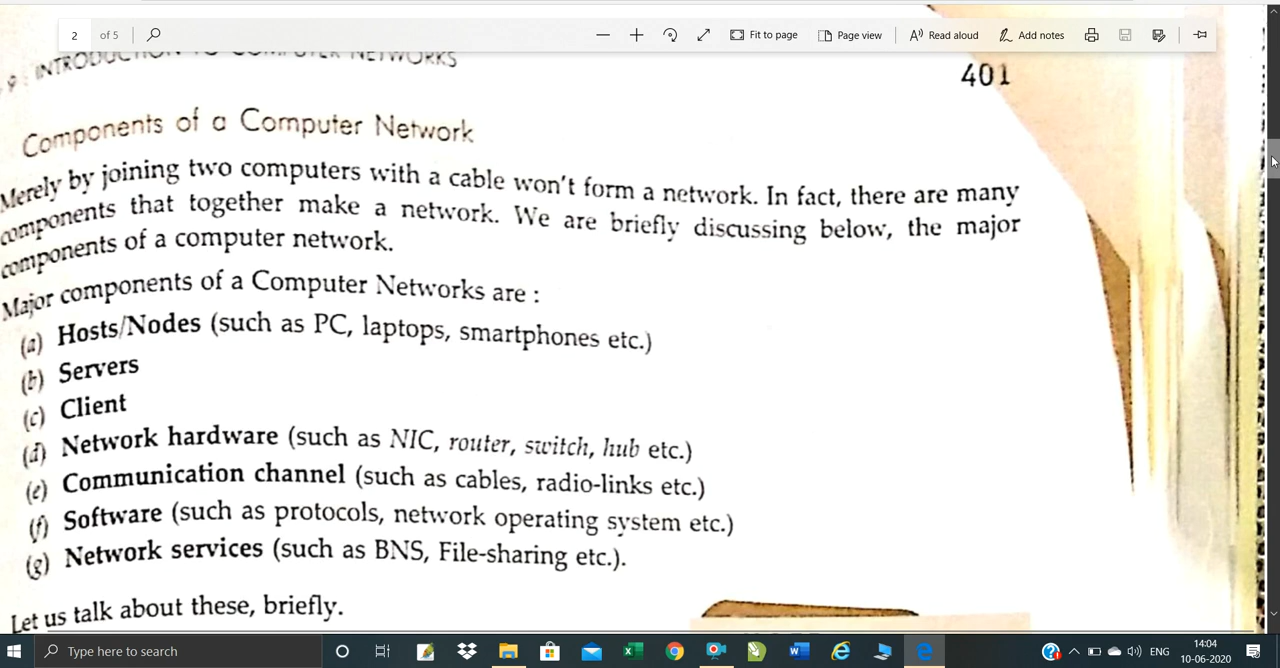 2 of 5
Fit to page Page view Read aloud Add notes
9 : INTRODUCTION TO COMPUTER NETWORKS
401
Components of a Computer Network
Merely by joining two computers with a cable won't form a network. In fact, there are many
components that together make a network. We are briefly discussing below, the major
components of a computer network.
Major components of a Computer Networks are :
(a) Hosts/Nodes (such as PC, laptops, smartphones etc.)
(b) Servers
(c) Client
(d) Network hardware (such as NIC, router, switch, hub etc.)
(e) Communication channel (such as cables, radio-links etc.)
(f) Software (such as protocols, network operating system etc.)
(g) Network services (such as BNS, File-sharing etc.).
Let us talk about these, briefly.
Type here to search
ENG
14:04
10-06-2020